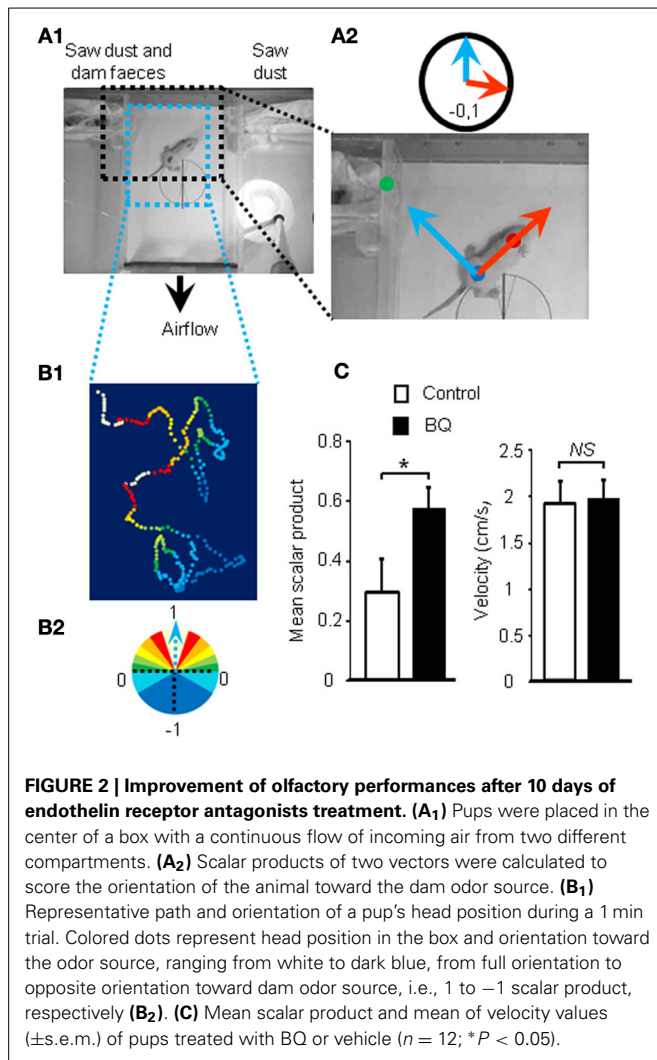 A1
Saw dust and
dam faeces
Saw
dust
Airflow
A2
-0,1
B1
B2
1
0
0
-1
C
Control
BQ
Mean scalar product
0.8
0.6
0.4
0.2
0
*
Velocity (cm/s)
2.5
2
1.5
1
0.5
0
NS
FIGURE 2 | Improvement of olfactory performances after 10 days of
endothelin receptor antagonists treatment. (A1) Pups were placed in the
center of a box with a continuous flow of incoming air from two different
compartments. (A2) Scalar products of two vectors were calculated to
score the orientation of the animal toward the dam odor source. (B1)
Representative path and orientation of a pup's head position during a 1 min
trial. Colored dots represent head position in the box and orientation toward
the odor source, ranging from white to dark blue, from full orientation to
opposite orientation toward dam odor source, i.e., 1 to −1 scalar product,
respectively (B2). (C) Mean scalar product and mean of velocity values
(±s.e.m.) of pups treated with BQ or vehicle (n = 12; *P < 0.05).